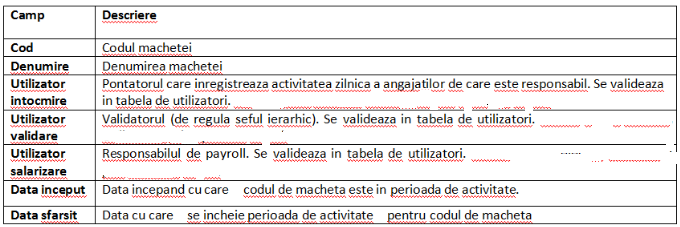 Camp Descriere
Cod Codul machetei
Denumire Denumirea machetei
Utilizator Pontatorul care inregistreaza activitatea zilnica a angajatilor de care este responsabil. Se valideaza
intocmire in tabela de utilizatori.
Utilizator Validatorul (de regula seful ierarhic). Se valideaza in tabela de utilizatori.
validare
Utilizator Responsabilul de payroll. Se valideaza in tabela de utilizatori.
salarizare
Data inceput Data incepand cu care codul de macheta este in perioada de activitate.
Data sfarsit Data cu care se incheie perioada de activitate pentru codul de macheta